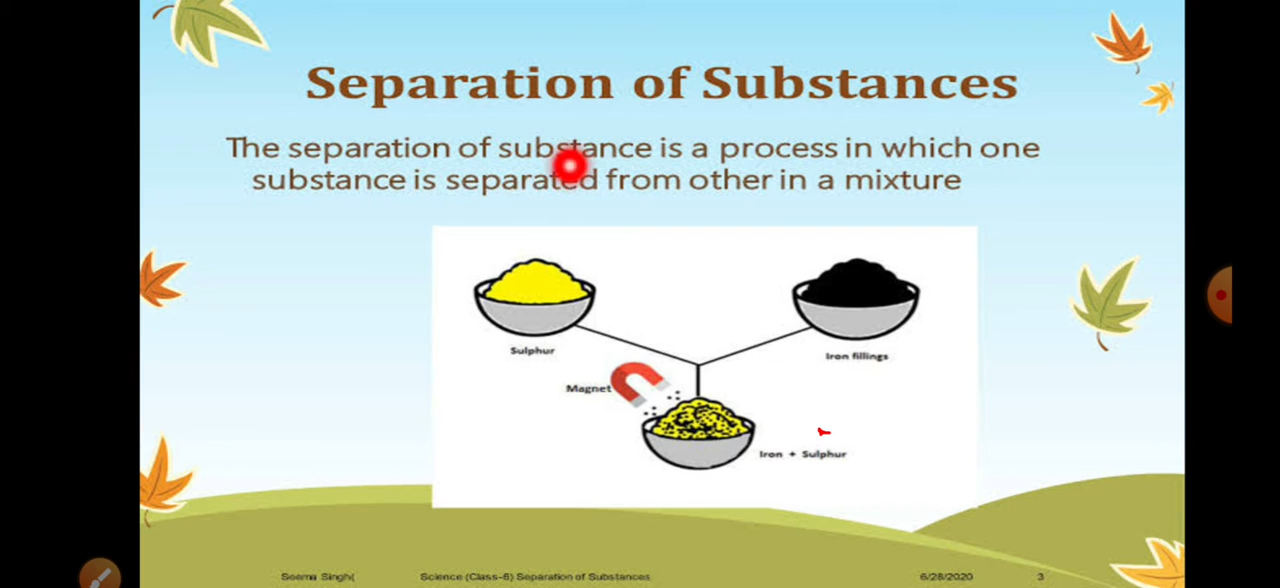 Separation of Substances
The separation of substance is a process in which one
substance is separated from other in a mixture
Sulphur
Iron fillings
Magnet
Iron + Sulphur
Seema Singh(
Science (Class-6) Separation of Substances
6/28/2020
3